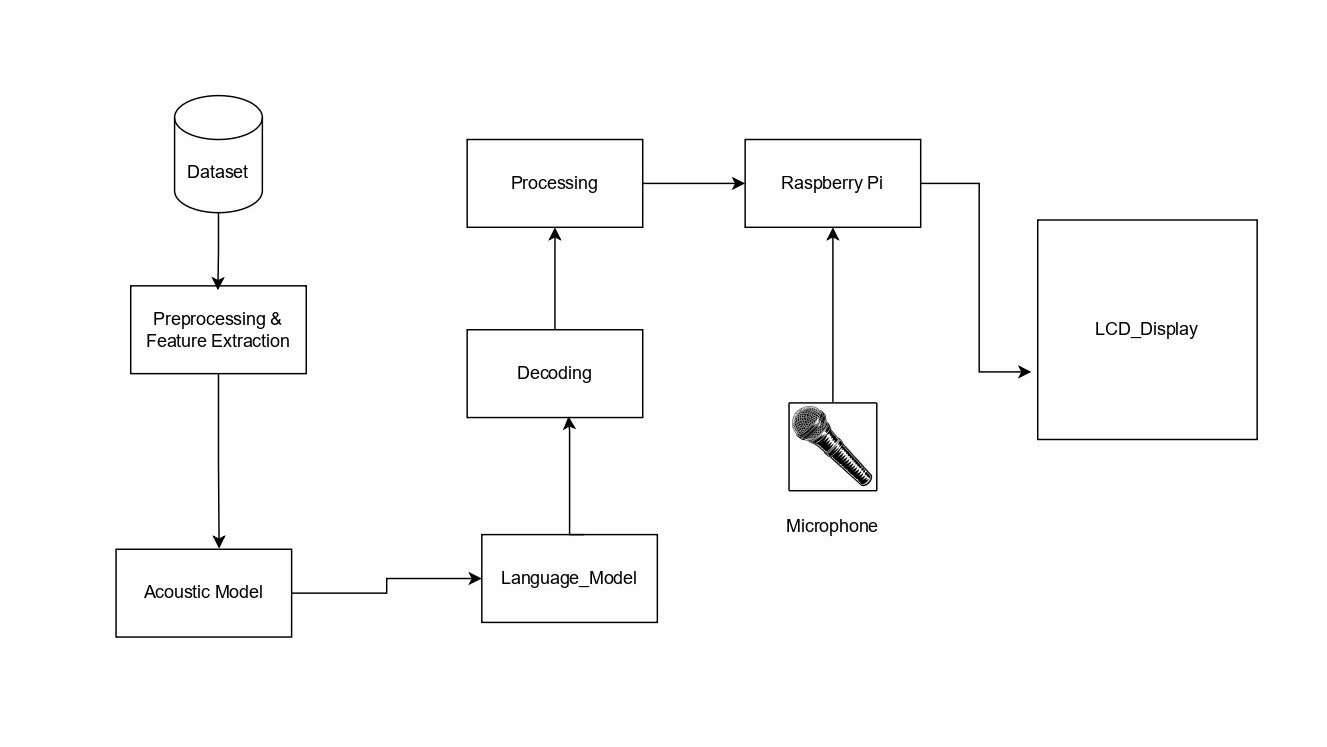 Dataset
Preprocessing &
Feature Extraction
Acoustic Model
Language_Model
Decoding
Processing
Raspberry Pi
Microphone
LCD_Display